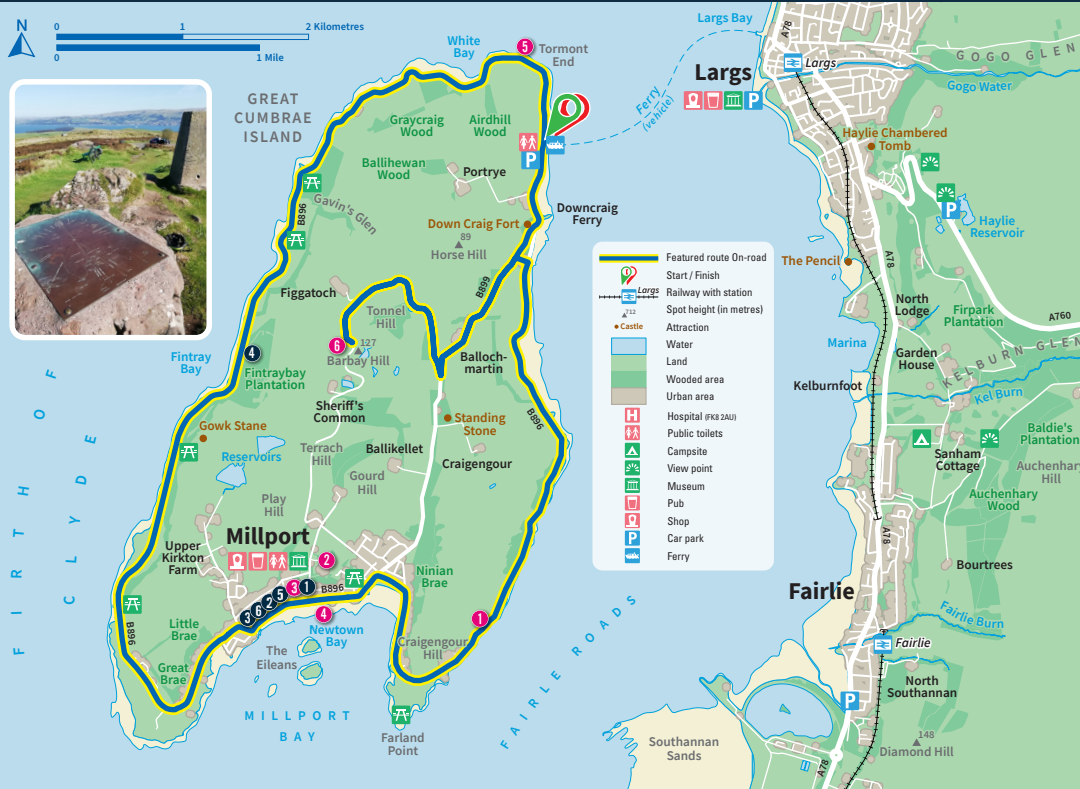 N
0
1
2 Kilometres
0
1 Mile
GREAT
CUMBRAE
ISLAND
White
Bay
5
Tormont
End
Largs Bay
A78
Largs
Largs
GOGO GLEN
Gogo Water
Ferry
(vehicle)
P
Graycraig
Wood
Airdhill
Wood
P
Ballihewan
Wood
Portrye
Haylie Chambered
Tomb
Gavin's Glen
B896
Down Craig Fort
Downcraig
Ferry
89
Horse Hill
P
Haylie
Reservoir
The Pencil
A78
B899
Figgatoch
Tonnel
Hill
North
Lodge
Firpark
Plantation
A760
Featured route On-road
Start / Finish
Largs
Railway with station
712
Spot height (in metres)
Castle
Attraction
Water
Land
Wooded area
Urban area
H
Hospital (FK8 2AU)
Public toilets
Campsite
View point
Museum
Pub
Shop
P
Car park
Ferry
Marina
Garden
House
KELBURN GLEN
Kelburnfoot
Kel Burn
Fintray
Bay
4
Fintraybay
Plantation
6
127
Barbay Hill
Balloch-
martin
Sheriff's
Common
B896
Gowk Stane
Standing
Stone
Reservoirs
Terrach
Hill
Ballikellet
Craigengour
Gourd
Hill
Baldie's
Plantation
Sanham
Cottage
Auchenhary
Hill
Auchenhary
Wood
FIRTH OF
CLYDE
Play
Hill
Millport
2
Upper
Kirkton
Farm
3
6
2
5
3
1
B896
4
Newtown
Bay
Ninian
Brae
1
A78
Bourtrees
Fairlie
Fairlie Burn
Fairlie
B896
Little
Brae
Great
Brae
The
Eileans
Craigengour
Hill
MILLPORT
BAY
Farland
Point
FAIRLIE ROADS
North
Southannan
P
148
Diamond Hill
Southannan
Sands
A78